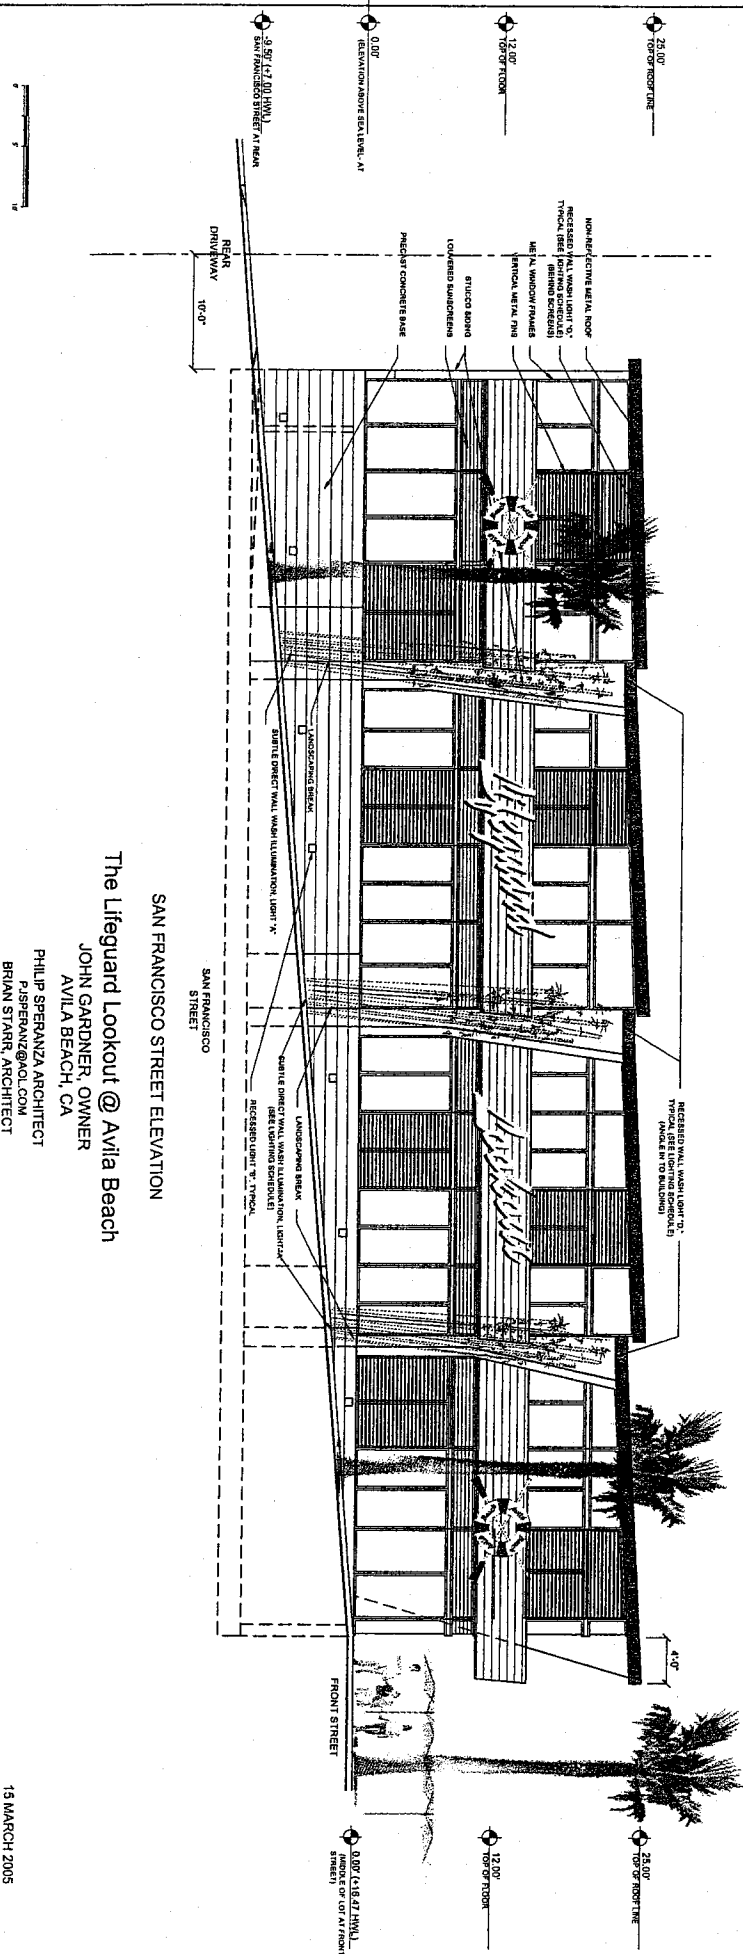 25.00'
TOP OF ROOF LINE
12.00'
TOP OF FLOOR
0.00'
(ELEVATION ABOVE SEA LEVEL- AT
-9.50' (+7.00 HWL)
SAN FRANCISCO STREET AT REAR
0'
5'
10'
NON-REFLECTIVE METAL ROOF
RECESSED WALL WASH LIGHT "D,"
TYPICAL (SEE LIGHTING SCHEDULE)
(BEHIND SCREENS)
METAL WINDOW FRAMES
VERTICAL METAL FINS
STUCCO SIDING
LOUVERED SUNSCREENS
PRECAST CONCRETE BASE
REAR
DRIVEWAY
10'-0"
LANDSCAPING BREAK
SUBTLE DIRECT WALL WASH ILLUMINATION, LIGHT "A"
RECESSED WALL WASH LIGHT "D,"
TYPICAL (SEE LIGHTING SCHEDULE)
(ANGLE IN TO BUILDING)
LANDSCAPING BREAK
SUBTLE DIRECT WALL WASH ILLUMINATION, LIGHT "A"
(SEE LIGHTING SCHEDULE)
RECESSED LIGHT "B", TYPICAL
SAN FRANCISCO
STREET
4'-0"
FRONT STREET
25.00'
TOP OF ROOF LINE
12.00'
TOP OF FLOOR
0.00' (+16.47 HWL)
(MIDDLE OF LOT AT FRONT
STREET)
SAN FRANCISCO STREET ELEVATION
The Lifeguard Lookout @ Avila Beach
JOHN GARDNER, OWNER
AVILA BEACH, CA
PHILIP SPERANZA ARCHITECT
PJSPERANZ@AOL.COM
BRIAN STARR, ARCHITECT
15 MARCH 2005